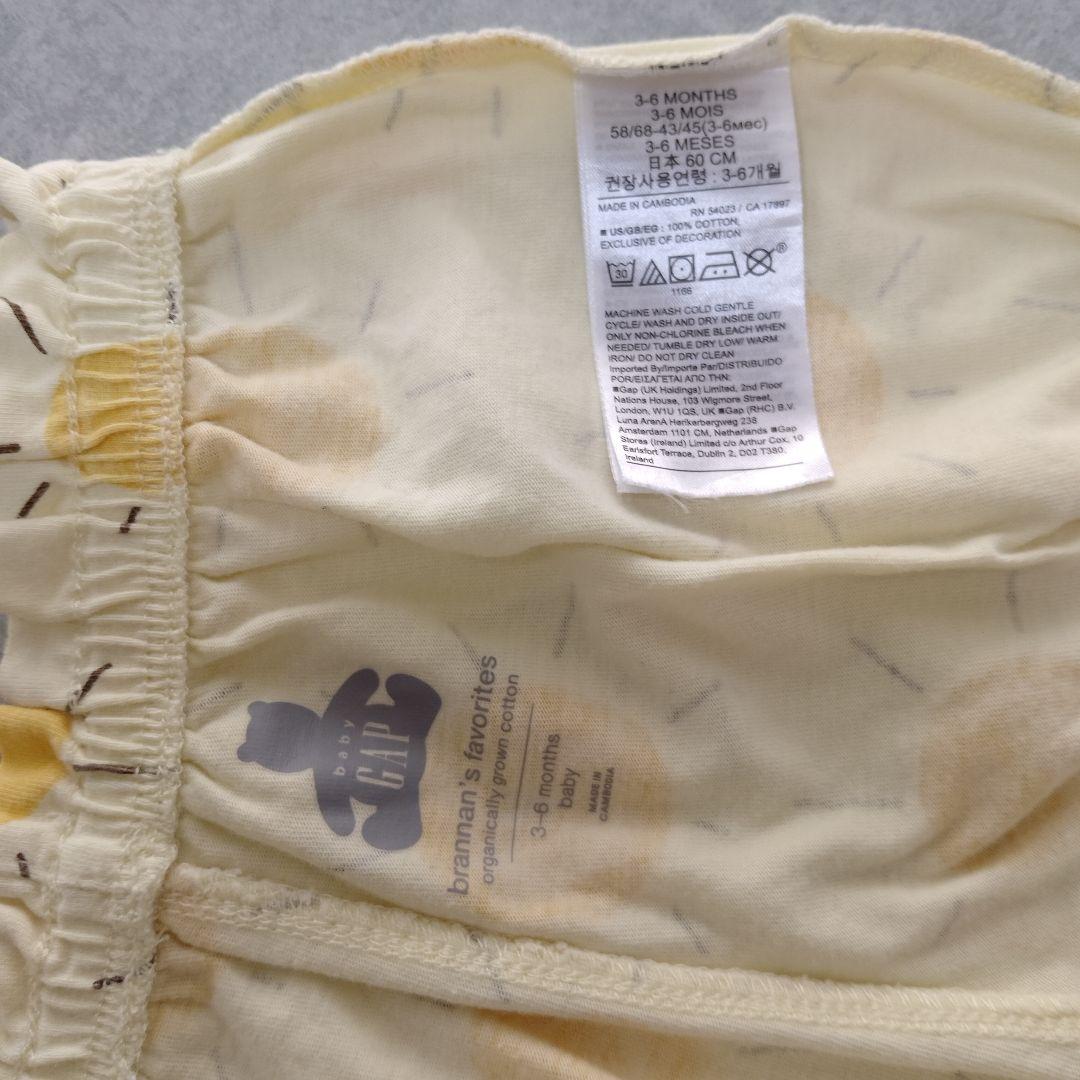 3-6 MONTHS
3-6 MOIS
58/68-43/45(3-6мес)
3-6 MESES
日本 60 CM
권장사용연령 : 3-6개월
MADE IN CAMBODIA
RN 54023 / CA 17897
■ US/GB/EG : 100% COTTON,
EXCLUSIVE OF DECORATION
30
®
1166
MACHINE WASH COLD GENTLE
CYCLE/ WASH AND DRY INSIDE OUT/
ONLY NON-CHLORINE BLEACH WHEN
NEEDED/ TUMBLE DRY LOW/ WARM
IRON/ DO NOT DRY CLEAN
Imported By/Importe Par/DISTRIBUIDO
POR/ΕΙΣΑΓΕΤΑΙ ΑΠΟ ΤΗΝ:
■Gap (UK Holdings) Limited, 2nd Floor
Nations House, 103 Wigmore Street,
London, W1U 1QS, UK ■Gap (RHC) B.V.
Luna ArenA Herikerbergweg 238
Amsterdam 1101 CM, Netherlands ■Gap
Stores (Ireland) Limited c/o Arthur Cox, 10
Earlsfort Terrace, Dublin 2, D02 T380,
Ireland
baby
GAP
brannan's favorites
organically grown cotton
3-6 months
baby
MADE IN
CAMBODIA